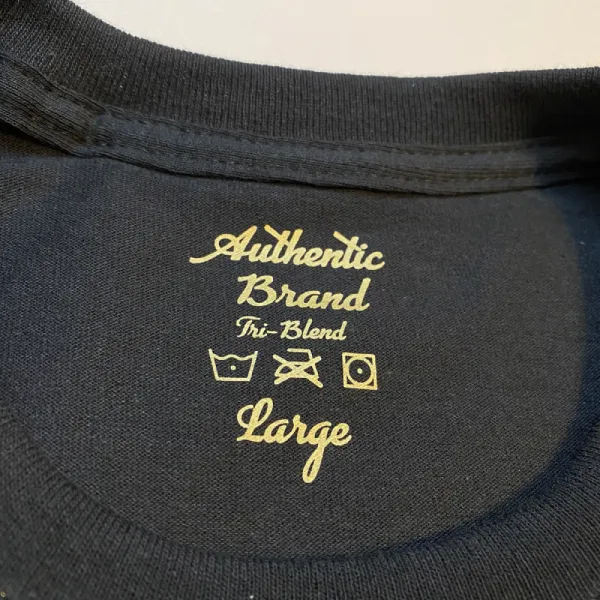 Authentic
Brand
Tri-Blend
Large